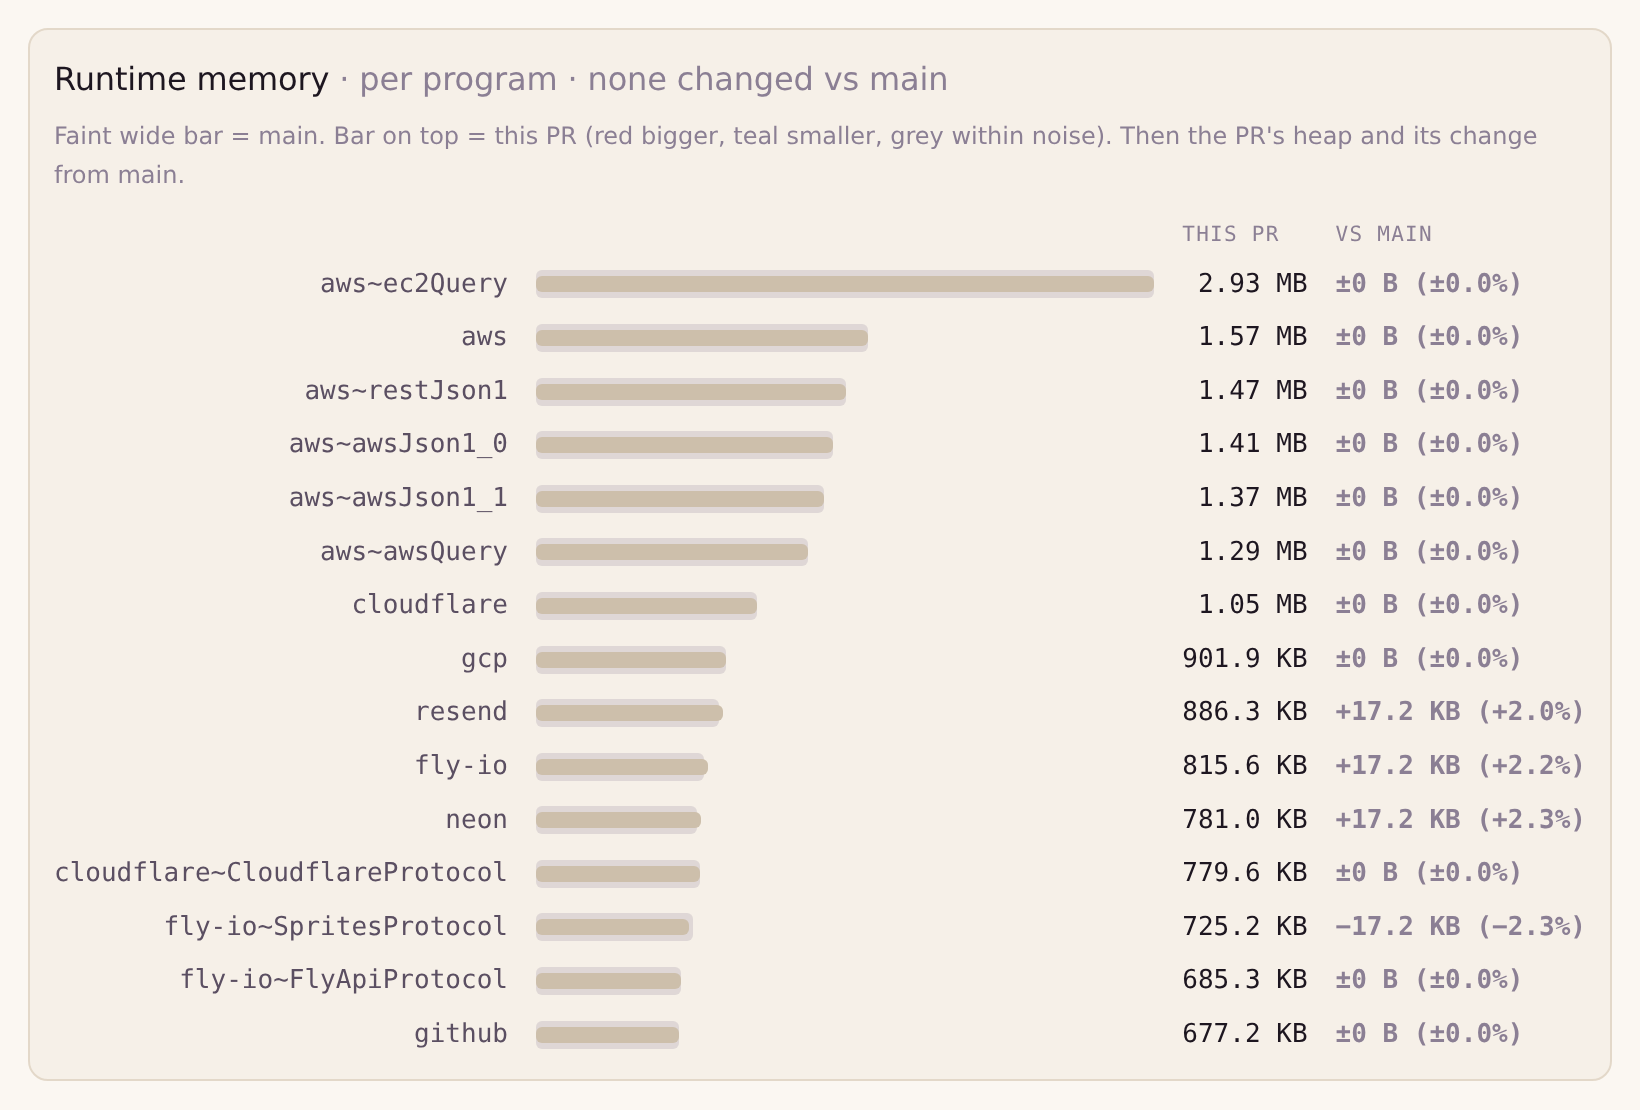 Runtime memory · per program · none changed vs main
Faint wide bar = main. Bar on top = this PR (red bigger, teal smaller, grey within noise). Then the PR's heap and its change
from main.
THIS PR VS MAIN
aws~ec2Query 2.93 MB ±0 B (±0.0%)
aws 1.57 MB ±0 B (±0.0%)
aws~restJson1 1.47 MB ±0 B (±0.0%)
aws~awsJson1_0 1.41 MB ±0 B (±0.0%)
aws~awsJson1_1 1.37 MB ±0 B (±0.0%)
aws~awsQuery 1.29 MB ±0 B (±0.0%)
cloudflare 1.05 MB ±0 B (±0.0%)
gcp 901.9 KB ±0 B (±0.0%)
resend 886.3 KB +17.2 KB (+2.0%)
fly-io 815.6 KB +17.2 KB (+2.2%)
neon 781.0 KB +17.2 KB (+2.3%)
cloudflare~CloudflareProtocol 779.6 KB ±0 B (±0.0%)
fly-io~SpritesProtocol 725.2 KB −17.2 KB (−2.3%)
fly-io~FlyApiProtocol 685.3 KB ±0 B (±0.0%)
github 677.2 KB ±0 B (±0.0%)